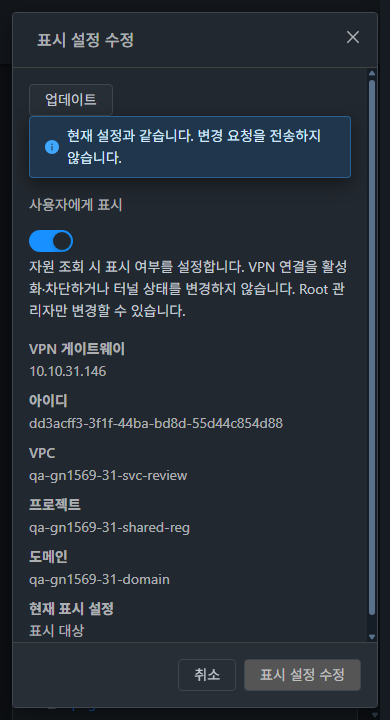 표시 설정 수정
업데이트
현재 설정과 같습니다. 변경 요청을 전송하지
않습니다.
사용자에게 표시
자원 조회 시 표시 여부를 설정합니다. VPN 연결을 활성
화·차단하거나 터널 상태를 변경하지 않습니다. Root 관
리자만 변경할 수 있습니다.
VPN 게이트웨이
10.10.31.146
아이디
dd3acff3-3f1f-44ba-bd8d-55d44c854d88
VPC
qa-gn1569-31-svc-review
프로젝트
qa-gn1569-31-shared-reg
도메인
qa-gn1569-31-domain
현재 표시 설정
표시 대상
취소
표시 설정 수정